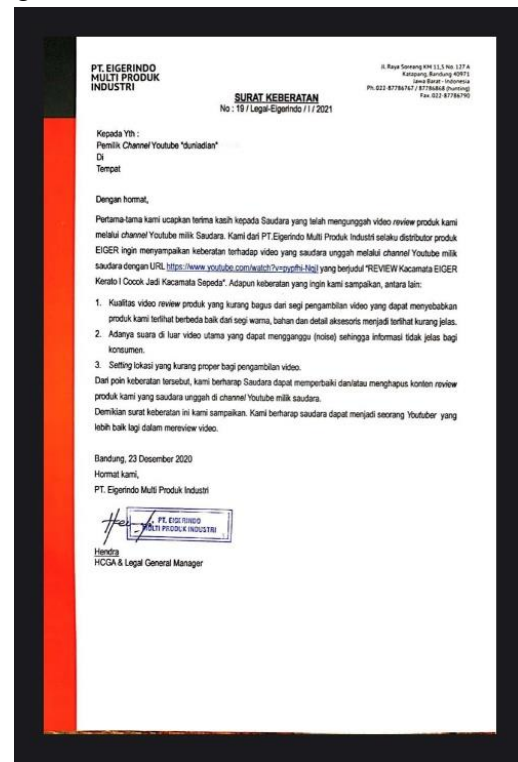 PT. EIGERINDO
MULTI PRODUK
INDUSTRI
Jl. Raya Soreang KM 11,5 No. 127 A
Katapang, Bandung 40971
Jawa Barat - Indonesia
Ph. 022-87786767 / 87786868 (hunting)
Fax. 022-87786790
SURAT KEBERATAN
No : 19 / Legal-Eigerindo / I / 2021
Kepada Yth :
Pemilik Channel Youtube "duniadian"
Di
Tempat
Dengan hormat,
Pertama-tama kami ucapkan terima kasih kepada Saudara yang telah mengunggah video review produk kami
melalui channel Youtube milik Saudara. Kami dari PT.Eigerindo Multi Produk Industri selaku distributor produk
EIGER ingin menyampaikan keberatan terhadap video yang saudara unggah melalui channel Youtube milik
saudara dengan URL https://www.youtube.com/watch?v=pypfhi-NqjI yang berjudul "REVIEW Kacamata EIGER
Kerato I Cocok Jadi Kacamata Sepeda". Adapun keberatan yang ingin kami sampaikan, antara lain:
1. Kualitas video review produk yang kurang bagus dari segi pengambilan video yang dapat menyebabkan
produk kami terlihat berbeda baik dari segi warna, bahan dan detail aksesoris menjadi terlihat kurang jelas.
2. Adanya suara di luar video utama yang dapat mengganggu (noise) sehingga informasi tidak jelas bagi
konsumen.
3. Setting lokasi yang kurang proper bagi pengambilan video.
Dari poin keberatan tersebut, kami berharap Saudara dapat memperbaiki dan/atau menghapus konten review
produk kami yang saudara unggah di channel Youtube milik saudara.
Demikian surat keberatan ini kami sampaikan. Kami berharap saudara dapat menjadi seorang Youtuber yang
lebih baik lagi dalam mereview video.
Bandung, 23 Desember 2020
Hormat kami,
PT. Eigerindo Multi Produk Industri
PT. EIGERINDO
MULTI PRODUK INDUSTRI
Hendra
HCGA & Legal General Manager